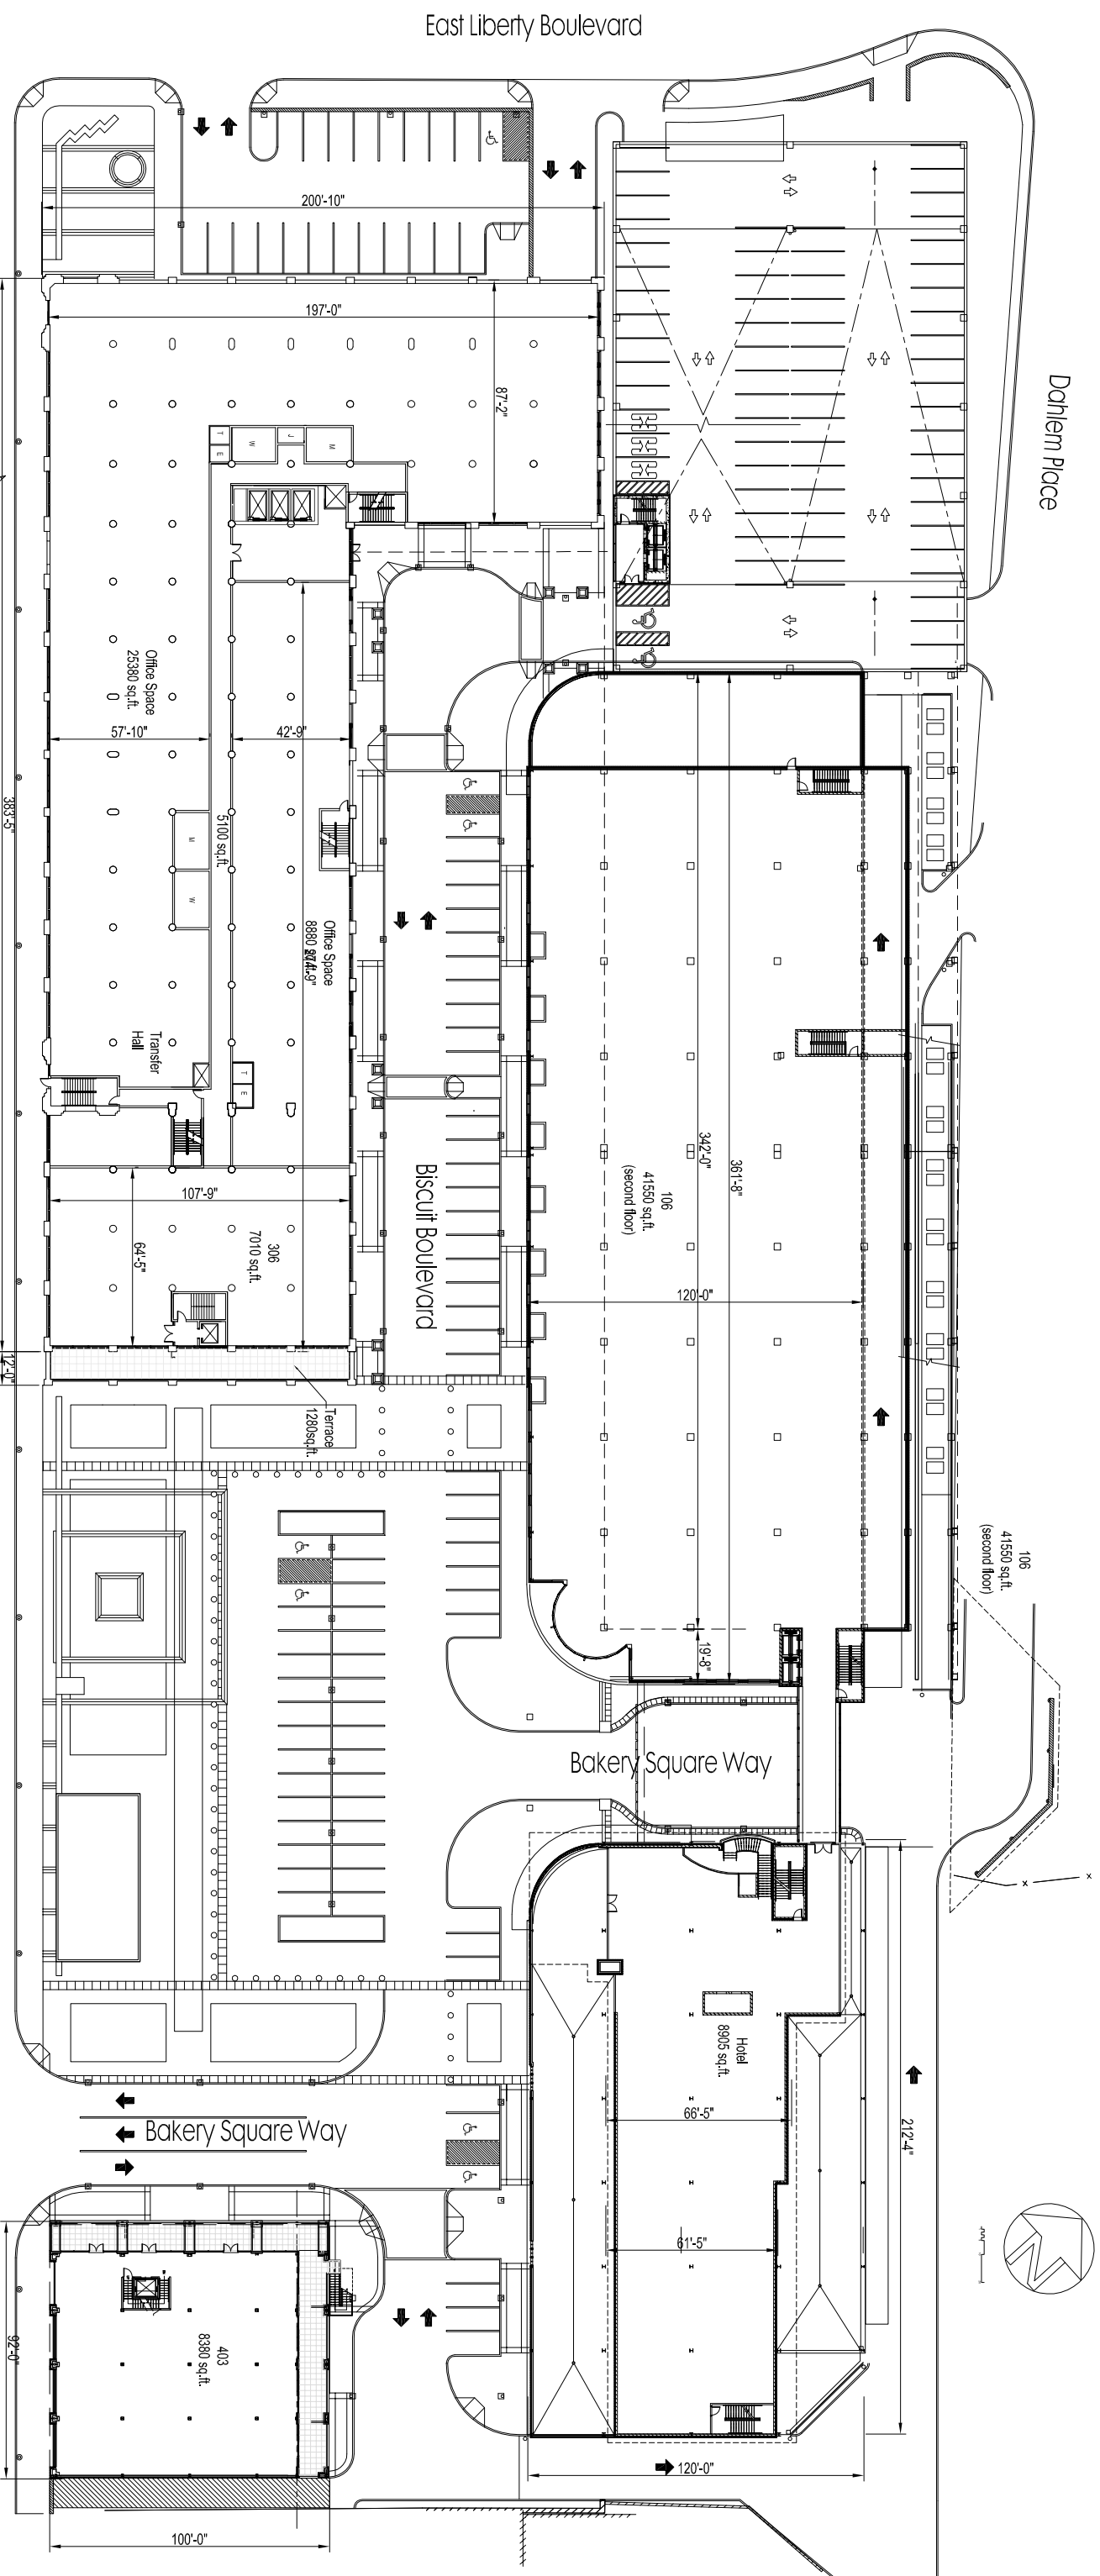 East Liberty Boulevard
Dahlem Place
200'-10"
197'-0"
87'-2"
T
E
W
J
M
Office Space
25380 sq.ft.
57'-10"
42'-9"
5100 sq.ft.
M
W
383'-5"
Office Space
8880 sq.ft.
274'-9"
Transfer
Hall
T
E
107'-9"
64'-5"
306
7010 sq.ft.
12'-0"
Terrace
1280sq.ft.
Biscuit Boulevard
342'-0"
361'-8"
106
41550 sq.ft.
(second floor)
120'-0"
19'-8"
106
41550 sq.ft.
(second floor)
Bakery Square Way
x
x
Hotel
8905 sq.ft.
66'-5"
61'-5"
212'-4"
120'-0"
Bakery Square Way
403
8380 sq.ft.
92'-0"
100'-0"